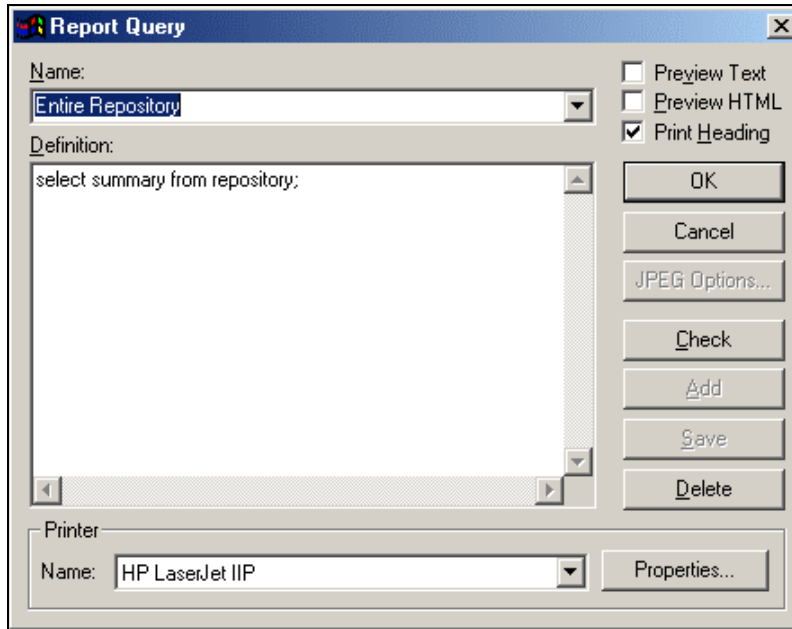 Report Query
Name:
Entire Repository
Preview Text
Preview HTML
Print Heading
Definition:
select summary from repository;
OK
Cancel
JPEG Options...
Check
Add
Save
Delete
Printer
Name: HP LaserJet IIP Properties...